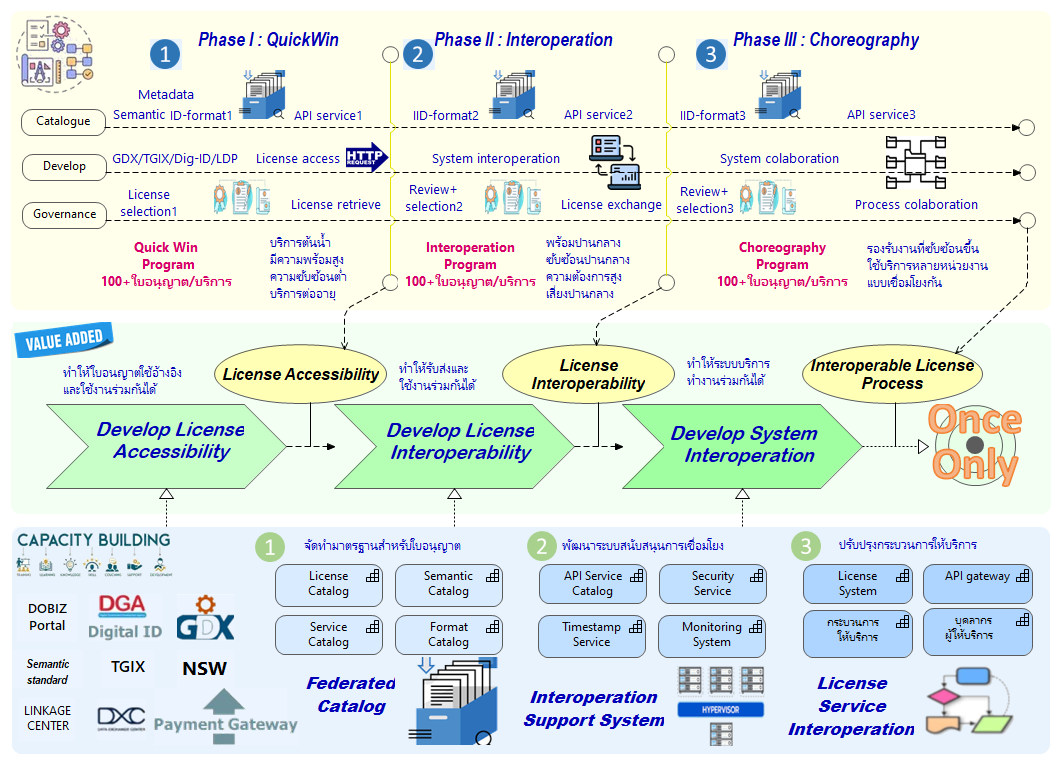 1
Phase I : QuickWin
2
Phase II : Interoperation
3
Phase III : Choreography
Catalogue
Metadata
Semantic ID-format1
API service1
IID-format2
API service2
IID-format3
API service3
Develop
GDX/TGIX/Dig-ID/LDP
License access
HTTP
REQUEST
System interoperation
System colaboration
Governance
License
selection1
License retrieve
Review+
selection2
License exchange
Review+
selection3
Process colaboration
Quick Win
Program
100+ใบอนุญาต/บริการ
บริการต้นน้ำ
มีความพร้อมสูง
ความซับซ้อนต่ำ
บริการต่ออายุ
Interoperation
Program
100+ใบอนุญาต/บริการ
พร้อมปานกลาง
ซับซ้อนปานกลาง
ความต้องการสูง
เสี่ยงปานกลาง
Choreography
Program
100+ใบอนุญาต/บริการ
รองรับงานที่ซับซ้อนขึ้น
ใช้บริการหลายหน่วยงาน
แบบเชื่อมโยงกัน
VALUE ADDED
ทำให้ใบอนุญาตใช้อ้างอิง
และใช้งานร่วมกันได้
License Accessibility
ทำให้รับส่งและ
ใช้งานร่วมกันได้
License
Interoperability
ทำให้ระบบบริการ
ทำงานร่วมกันได้
Interoperable License
Process
Develop License
Accessibility
Develop License
Interoperability
Develop System
Interoperation
Once
Only
CAPACITY BUILDING
TRAINING
LEARNING
KNOWLEDGE
SKILL
COACHING
SUPPORT
DEVELOPMENT
DOBIZ
Portal
DGA
Digital ID
GDX
Semantic
standard
TGIX
NSW
LINKAGE
CENTER
DXC
DATA EXCHANGE CENTER
Payment Gateway
1
จัดทำมาตรฐานสำหรับใบอนุญาต
License
Catalog
Semantic
Catalog
Service
Catalog
Format
Catalog
Federated
Catalog
2
พัฒนาระบบสนับสนุนการเชื่อมโยง
API Service
Catalog
Security
Service
Timestamp
Service
Monitoring
System
Interoperation
Support System
HYPERVISOR
3
ปรับปรุงกระบวนการให้บริการ
License
System
API gateway
กระบวนการ
ให้บริการ
บุคลากร
ผู้ให้บริการ
License
Service
Interoperation